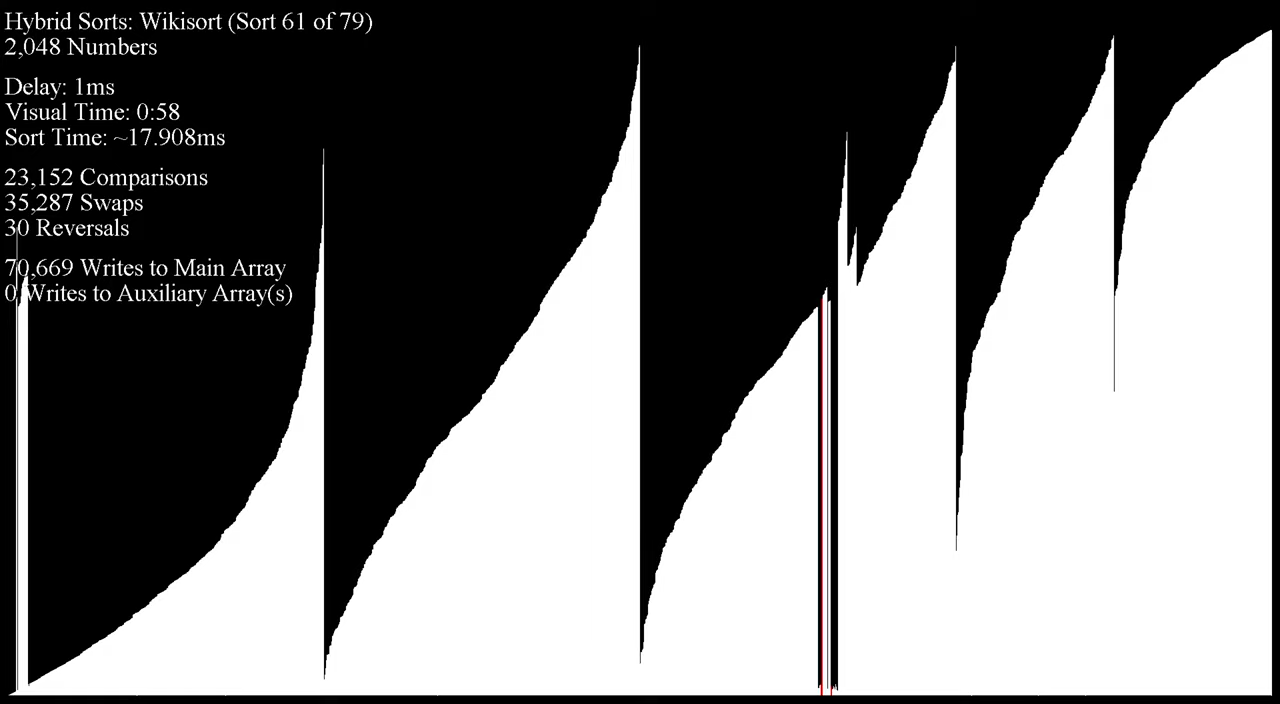 Hybrid Sorts: Wikisort (Sort 61 of 79)
2,048 Numbers
Delay: 1ms
Visual Time: 0:58
Sort Time: ~17.908ms
23,152 Comparisons
35,287 Swaps
30 Reversals
70,669 Writes to Main Array
0 Writes to Auxiliary Array(s)